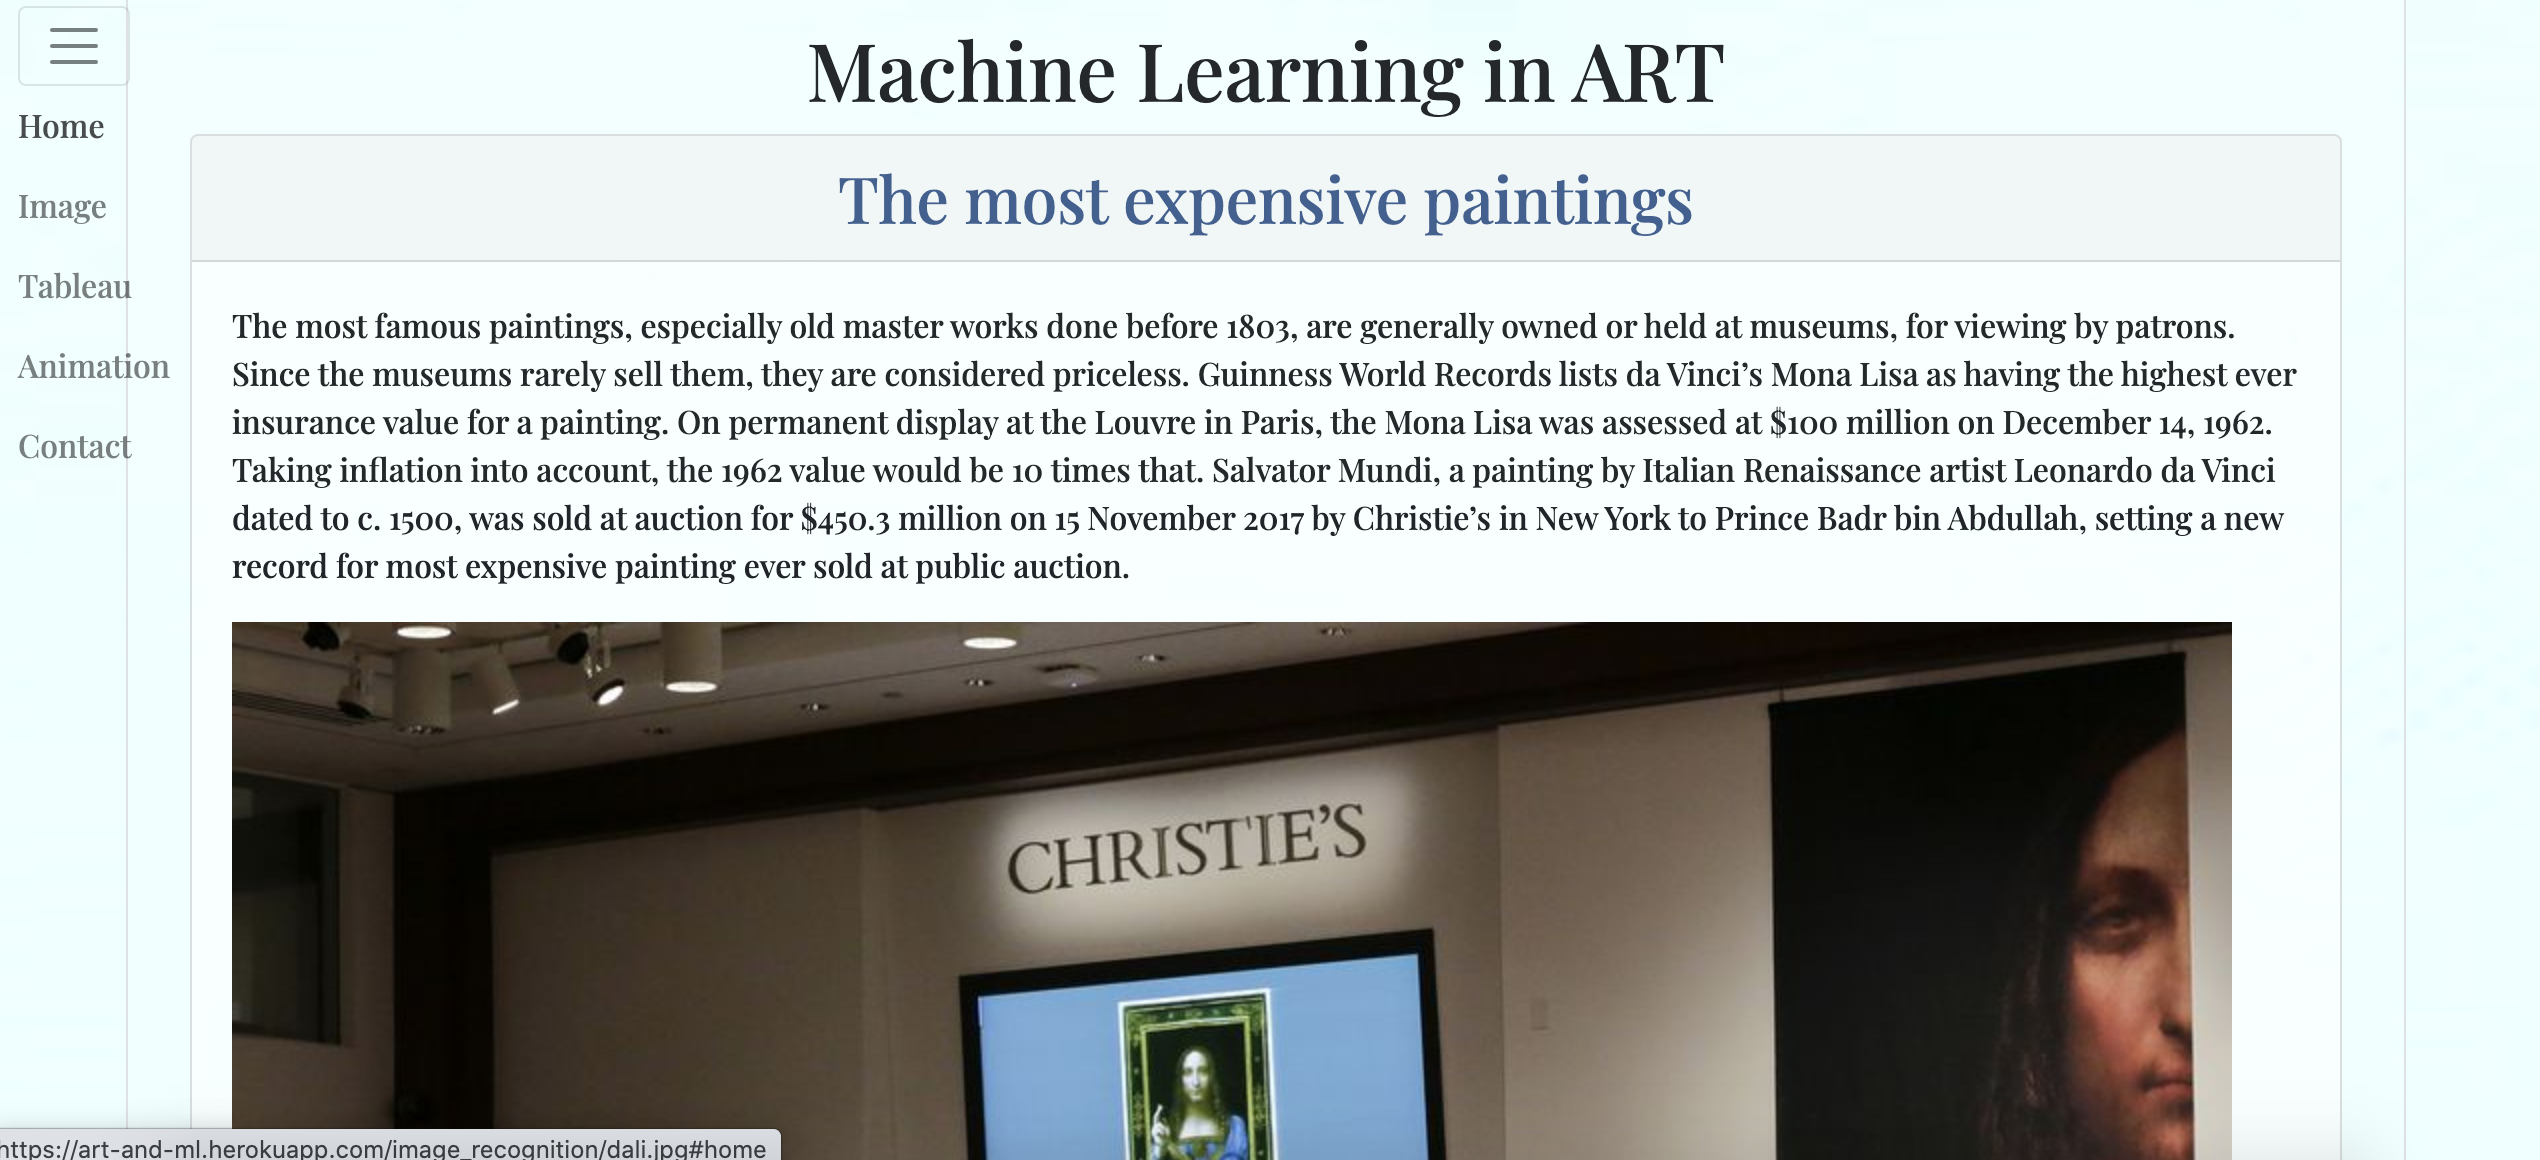 Machine Learning in ART
Home
Image
Tableau
Animation
Contact
The most expensive paintings
The most famous paintings, especially old master works done before 1803, are generally owned or held at museums, for viewing by patrons.
Since the museums rarely sell them, they are considered priceless. Guinness World Records lists da Vinci’s Mona Lisa as having the highest ever
insurance value for a painting. On permanent display at the Louvre in Paris, the Mona Lisa was assessed at $100 million on December 14, 1962.
Taking inflation into account, the 1962 value would be 10 times that. Salvator Mundi, a painting by Italian Renaissance artist Leonardo da Vinci
dated to c. 1500, was sold at auction for $450.3 million on 15 November 2017 by Christie’s in New York to Prince Badr bin Abdullah, setting a new
record for most expensive painting ever sold at public auction.
CHRISTIE’S
https://art-and-ml.herokuapp.com/image_recognition/dali.jpg#home